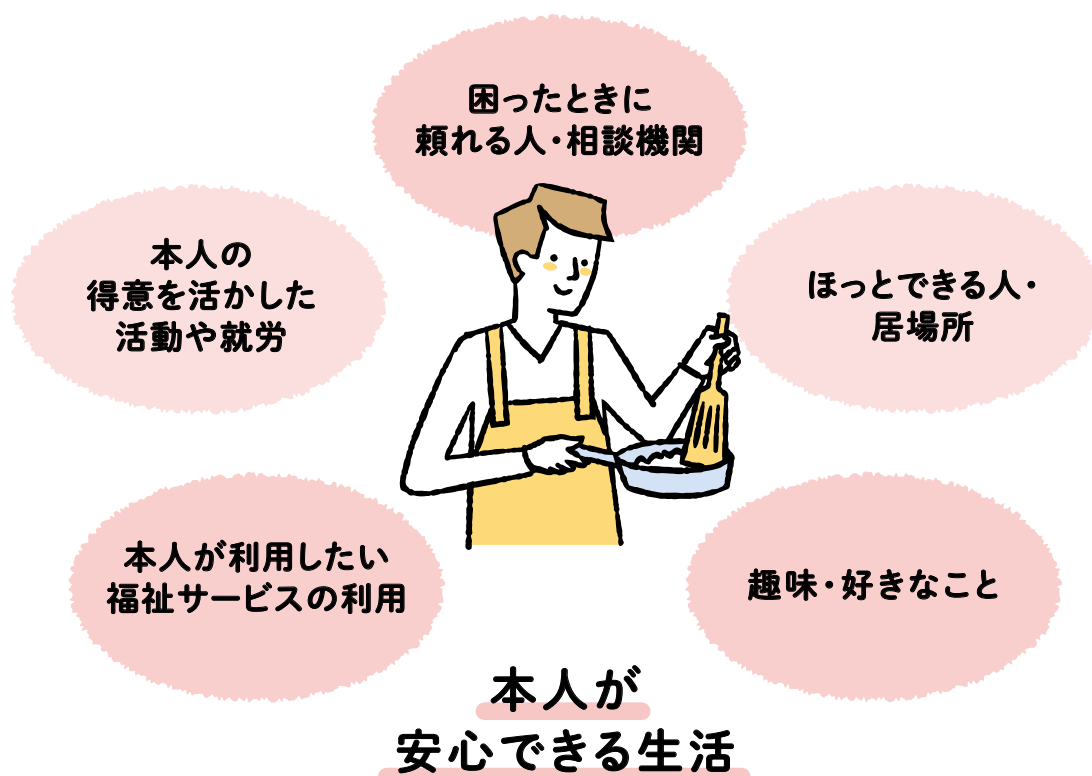 困ったときに
頼れる人・相談機関
本人の
得意を活かした
活動や就労
ほっとできる人・
居場所
本人が利用したい
福祉サービスの利用
趣味・好きなこと
本人が
安心できる生活